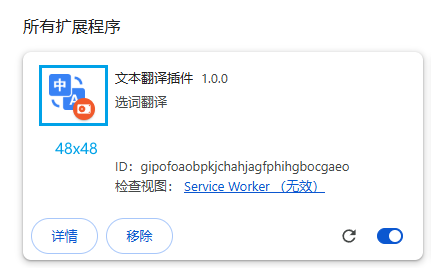 所有扩展程序
中
A
文本翻译插件 1.0.0
选词翻译
48x48
ID：gipofoaobpkjchahjagfphihgbocgaeo
检查视图： Service Worker （无效）
详情 移除